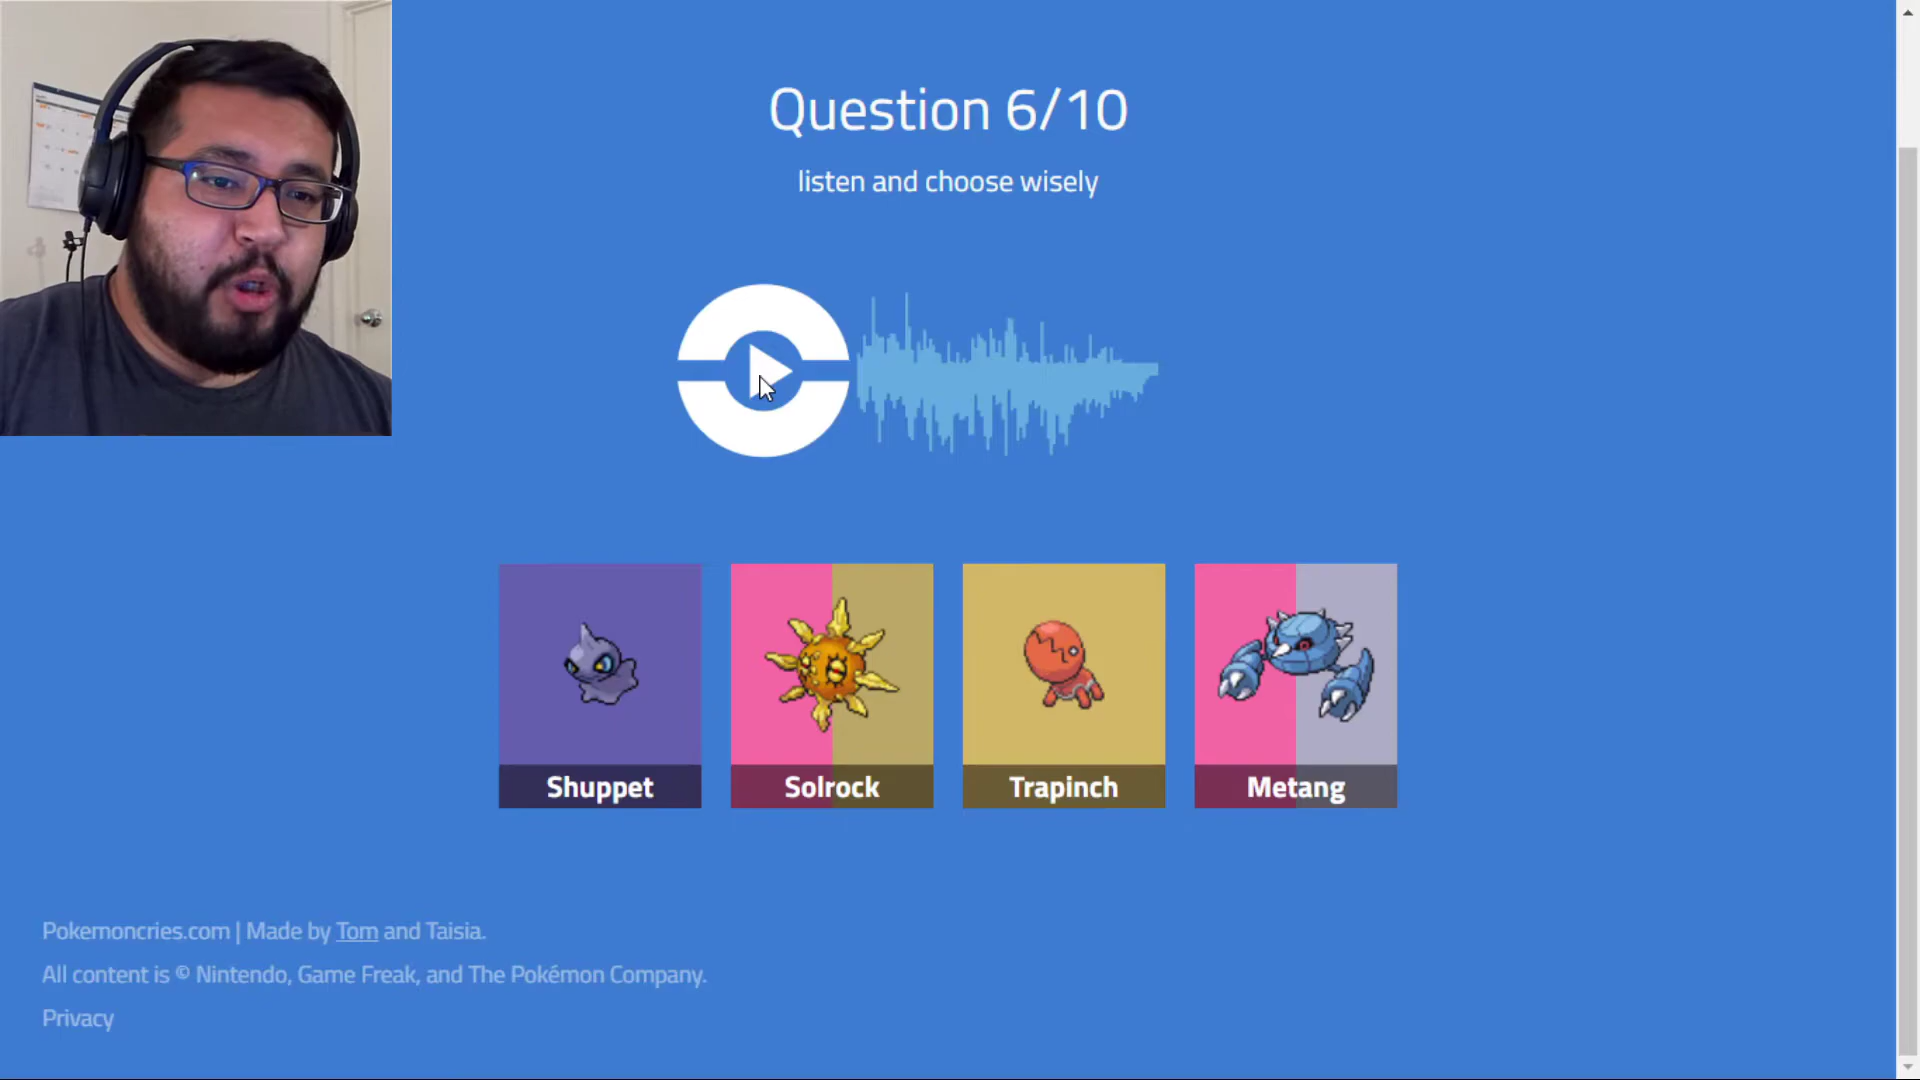 Question 6/10
listen and choose wisely
Shuppet
Solrock
Trapinch
Metang
Pokemoncries.com | Made by Tom and Taisia.
All content is © Nintendo, Game Freak, and The Pokémon Company.
Privacy